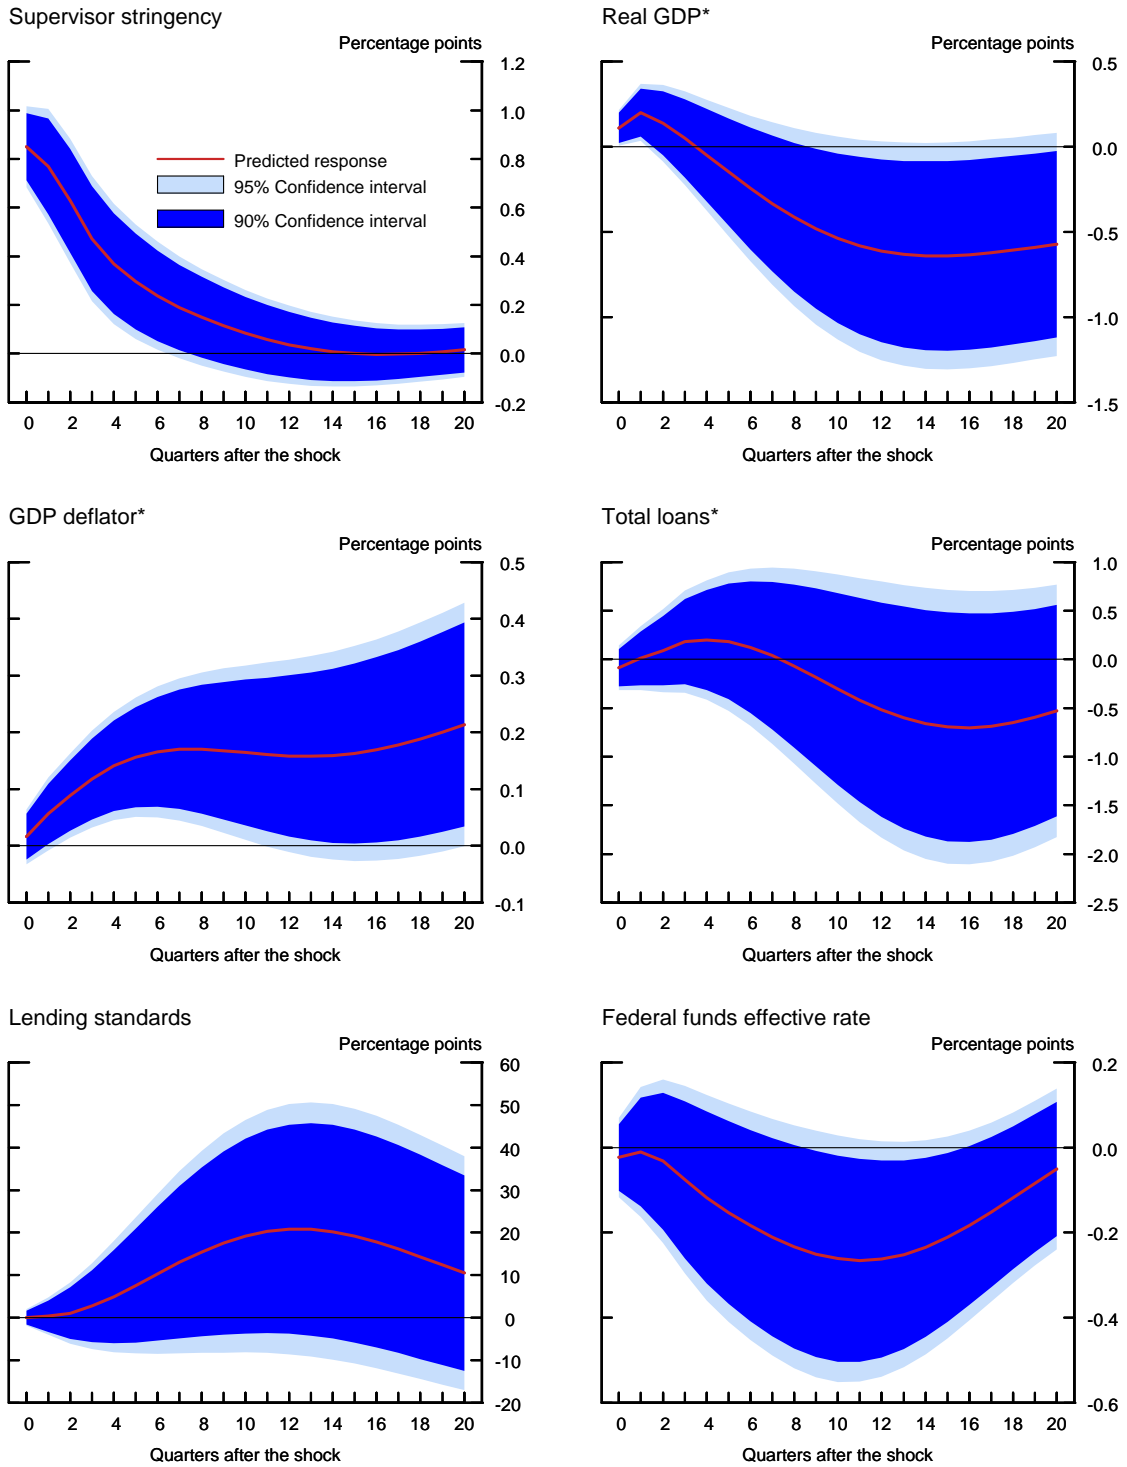 Supervisor stringency
Percentage points
1.2
1.0
0.8
0.6
0.4
0.2
0.0
-0.2
Predicted response
95% Confidence interval
90% Confidence interval
0 2 4 6 8 10 12 14 16 18 20
Quarters after the shock
Real GDP*
Percentage points
0.5
0.0
-0.5
-1.0
-1.5
0 2 4 6 8 10 12 14 16 18 20
Quarters after the shock
GDP deflator*
Percentage points
0.5
0.4
0.3
0.2
0.1
0.0
-0.1
0 2 4 6 8 10 12 14 16 18 20
Quarters after the shock
Total loans*
Percentage points
1.0
0.5
0.0
-0.5
-1.0
-1.5
-2.0
-2.5
0 2 4 6 8 10 12 14 16 18 20
Quarters after the shock
Lending standards
Percentage points
60
50
40
30
20
10
0
-10
-20
0 2 4 6 8 10 12 14 16 18 20
Quarters after the shock
Federal funds effective rate
Percentage points
0.2
0.0
-0.2
-0.4
-0.6
0 2 4 6 8 10 12 14 16 18 20
Quarters after the shock